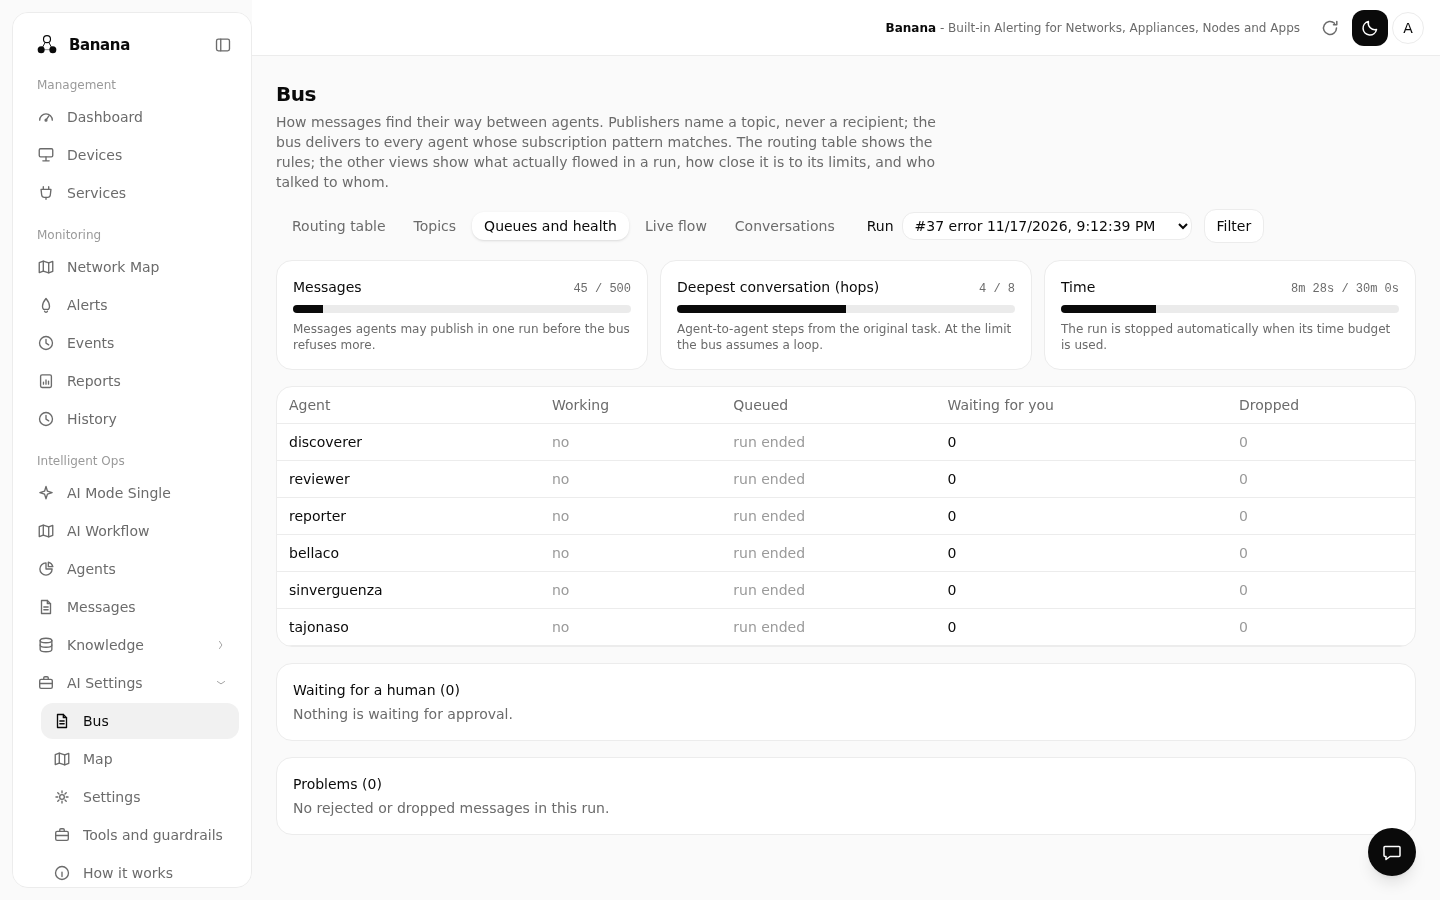 Banana
Management
Dashboard
Devices
Services
Monitoring
Network Map
Alerts
Events
Reports
History
Intelligent Ops
AI Mode Single
AI Workflow
Agents
Messages
Knowledge
AI Settings
Bus
Map
Settings
Tools and guardrails
How it works
Banana - Built-in Alerting for Networks, Appliances, Nodes and Apps
A
Bus
How messages find their way between agents. Publishers name a topic, never a recipient; the
bus delivers to every agent whose subscription pattern matches. The routing table shows the
rules; the other views show what actually flowed in a run, how close it is to its limits, and who
talked to whom.
Routing table Topics Queues and health Live flow Conversations Run #37 error 11/17/2026, 9:12:39 PM Filter
Messages 45 / 500
Messages agents may publish in one run before the bus
refuses more.
Deepest conversation (hops) 4 / 8
Agent-to-agent steps from the original task. At the limit
the bus assumes a loop.
Time 8m 28s / 30m 0s
The run is stopped automatically when its time budget
is used.
Agent Working Queued Waiting for you Dropped
discoverer no run ended 0 0
reviewer no run ended 0 0
reporter no run ended 0 0
bellaco no run ended 0 0
sinverguenza no run ended 0 0
tajonaso no run ended 0 0
Waiting for a human (0)
Nothing is waiting for approval.
Problems (0)
No rejected or dropped messages in this run.